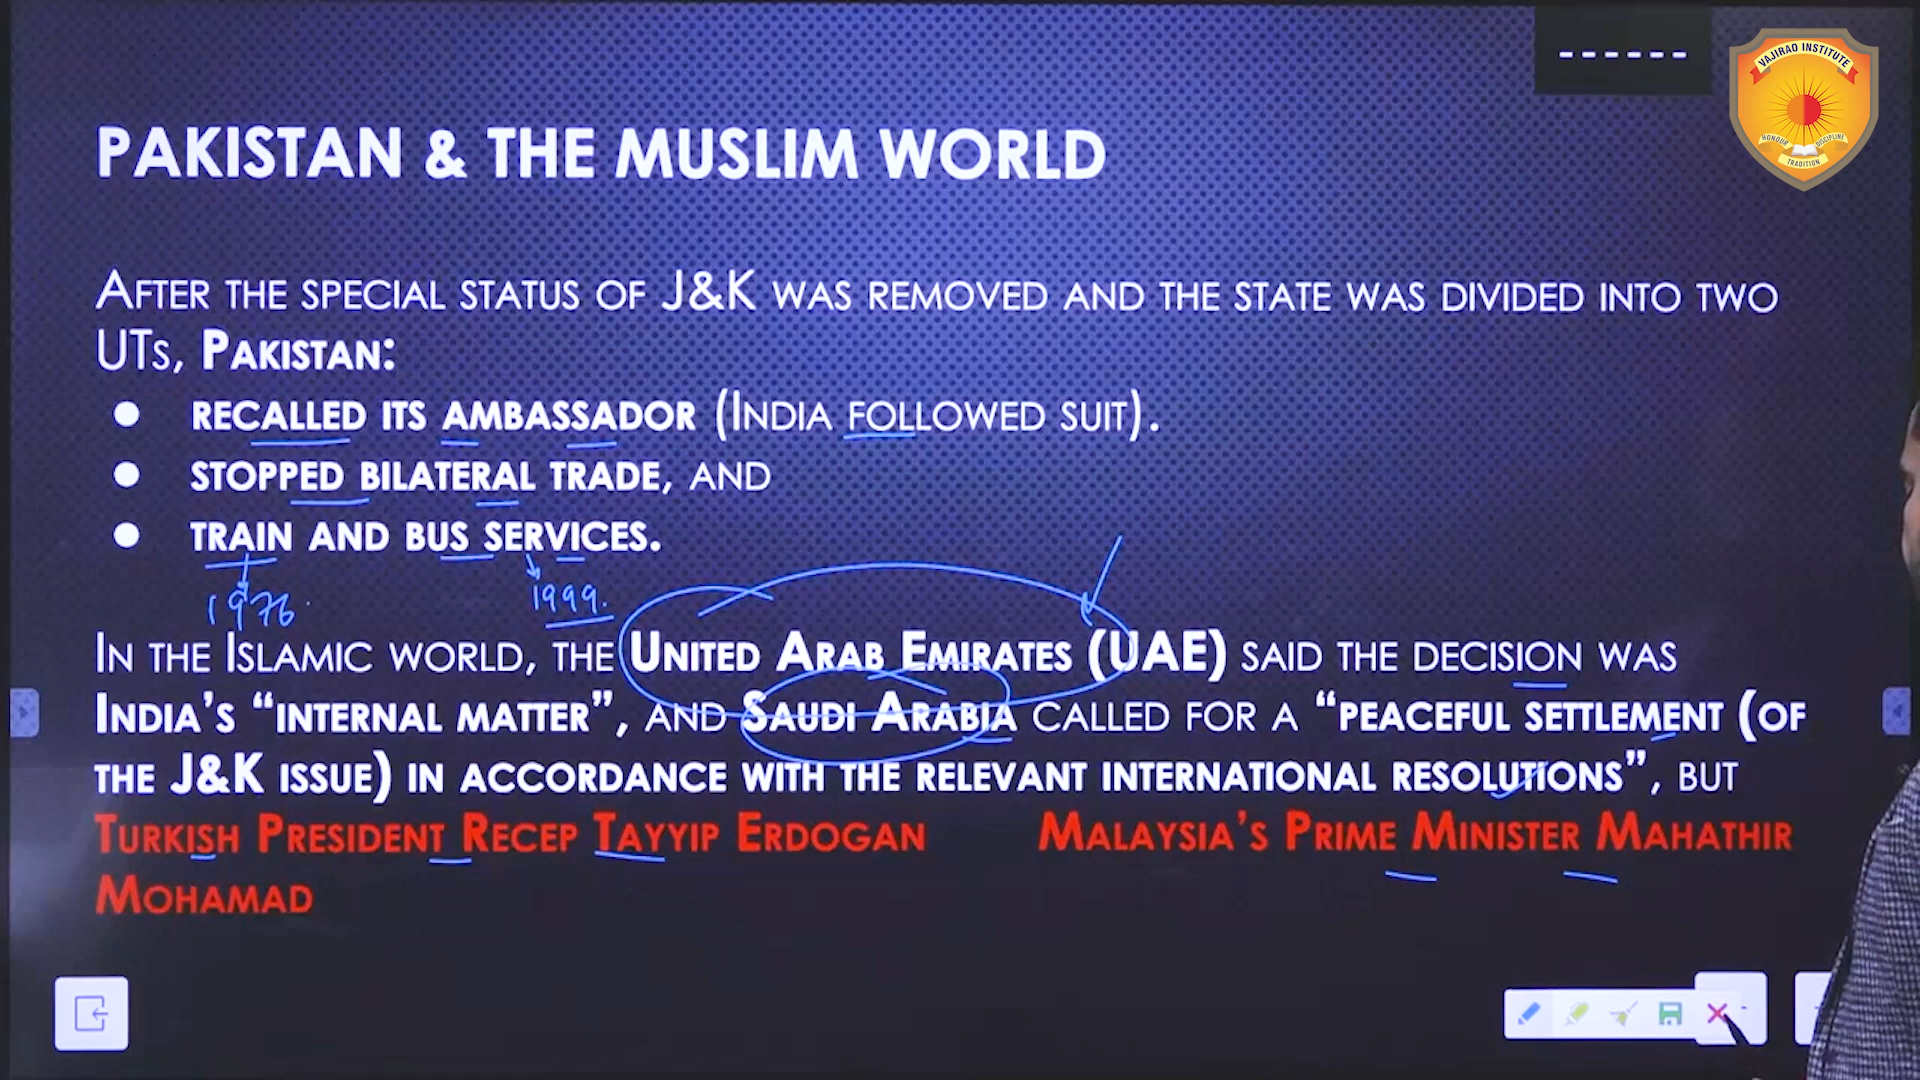 VAJIRAO INSTITUTE
HONOUR DISCIPLINE
TRADITION
PAKISTAN & THE MUSLIM WORLD
AFTER THE SPECIAL STATUS OF J&K WAS REMOVED AND THE STATE WAS DIVIDED INTO TWO
UTS, PAKISTAN:
● RECALLED ITS AMBASSADOR (INDIA FOLLOWED SUIT).
● STOPPED BILATERAL TRADE, AND
● TRAIN AND BUS SERVICES.
1976 1999.
IN THE ISLAMIC WORLD, THE UNITED ARAB EMIRATES (UAE) SAID THE DECISION WAS
INDIA'S “INTERNAL MATTER”, AND SAUDI ARABIA CALLED FOR A “PEACEFUL SETTLEMENT (OF
THE J&K ISSUE) IN ACCORDANCE WITH THE RELEVANT INTERNATIONAL RESOLUTIONS”, BUT
TURKISH PRESIDENT RECEP TAYYIP ERDOGAN MALAYSIA'S PRIME MINISTER MAHATHIR
MOHAMAD